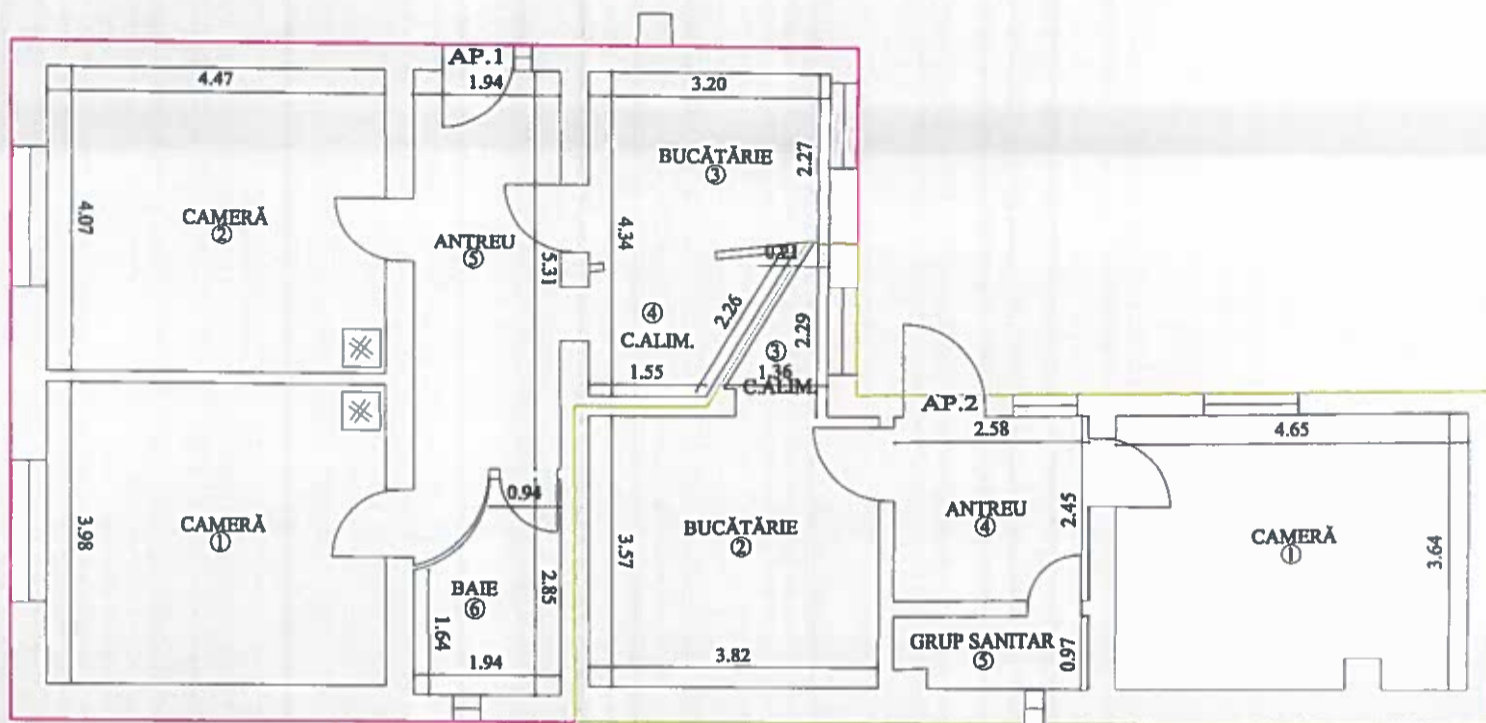 AP.1
4.47
1.94
3.20
BUCĂTĂRIE
③
2.27
4.07
CAMERĂ
②
ANTREU
⑤
5.31
4.34
④
C.ALIM.
2.26
2.29
③
C.ALIM.
1.55
1.36
AP.2
2.58
4.65
3.98
CAMERĂ
①
0.94
BAIE
⑥
1.64
1.94
2.85
3.57
BUCĂTĂRIE
②
3.82
ANTREU
④
2.45
GRUP SANITAR
⑤
0.97
CAMERĂ
①
3.64